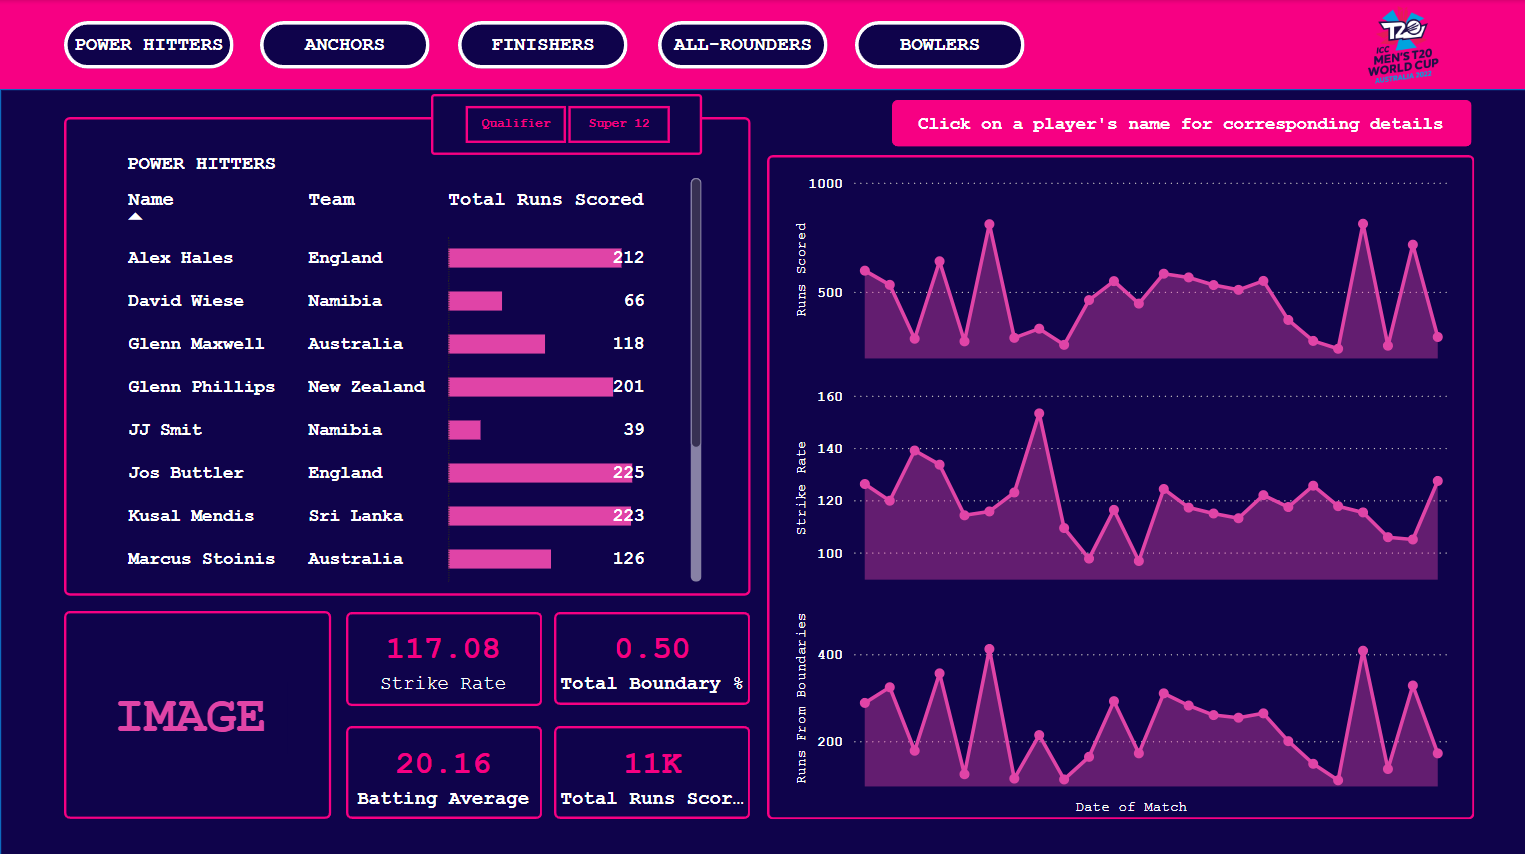 POWER HITTERS
ANCHORS
FINISHERS
ALL-ROUNDERS
BOWLERS
T20
ICC
MEN'S T20
WORLD CUP
AUSTRALIA 2022
Qualifier
Super 12
Click on a player's name for corresponding details
POWER HITTERS
Name Team Total Runs Scored
Alex Hales England 212
David Wiese Namibia 66
Glenn Maxwell Australia 118
Glenn Phillips New Zealand 201
JJ Smit Namibia 39
Jos Buttler England 225
Kusal Mendis Sri Lanka 223
Marcus Stoinis Australia 126
IMAGE
117.08
Strike Rate
0.50
Total Boundary %
20.16
Batting Average
11K
Total Runs Scor…
Runs Scored
1000
500
Strike Rate
160
140
120
100
Runs From Boundaries
400
200
Date of Match